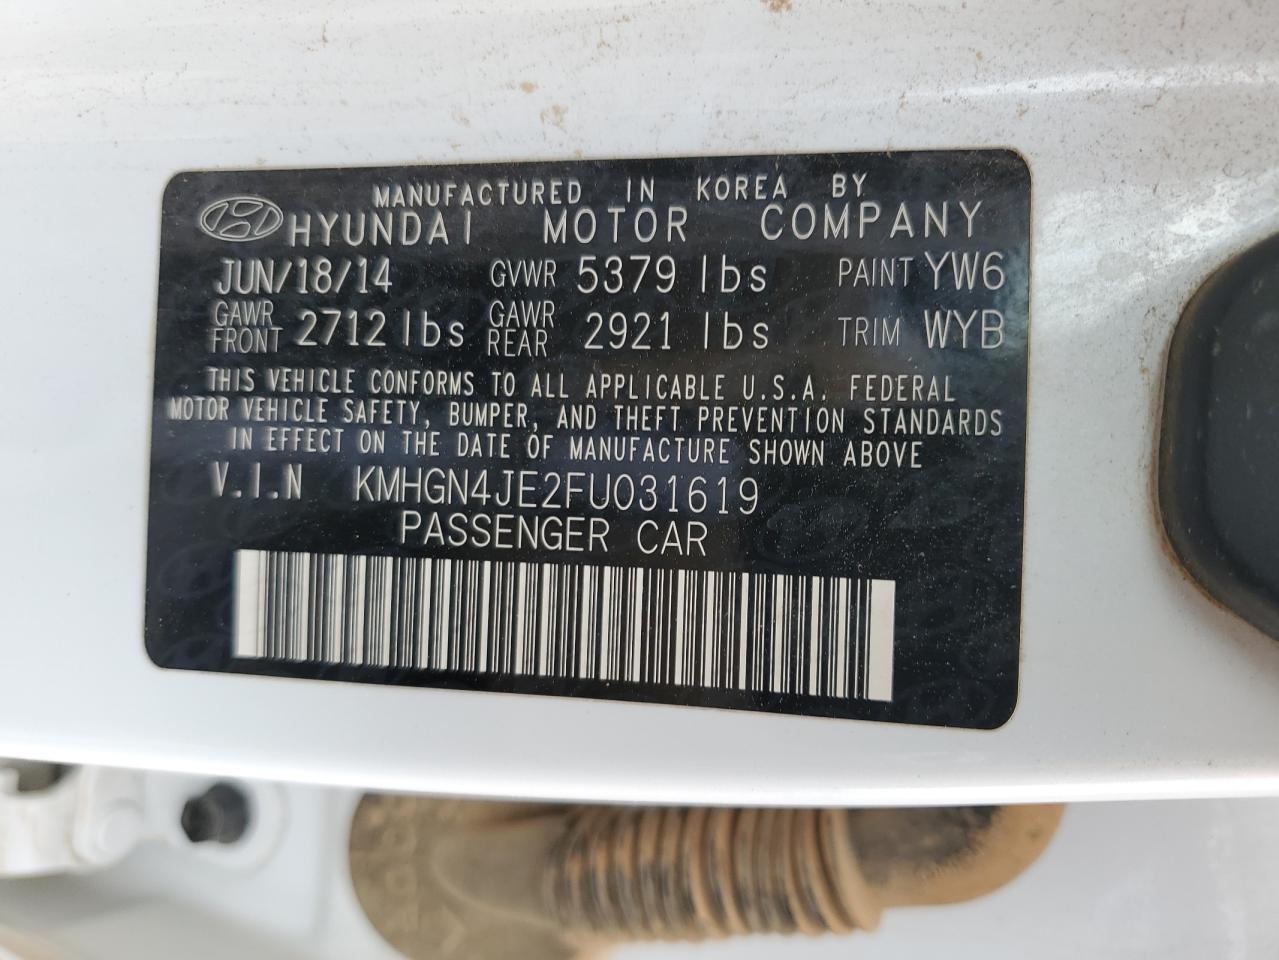 MANUFACTURED IN KOREA BY
HYUNDAI MOTOR COMPANY
JUN/18/14 GVWR 5379 lbs PAINT YW6
GAWR FRONT 2712 lbs GAWR REAR 2921 lbs TRIM WYB
THIS VEHICLE CONFORMS TO ALL APPLICABLE U.S.A. FEDERAL
MOTOR VEHICLE SAFETY, BUMPER, AND THEFT PREVENTION STANDARDS
IN EFFECT ON THE DATE OF MANUFACTURE SHOWN ABOVE
V.I.N KMHGN4JE2FU031619
PASSENGER CAR